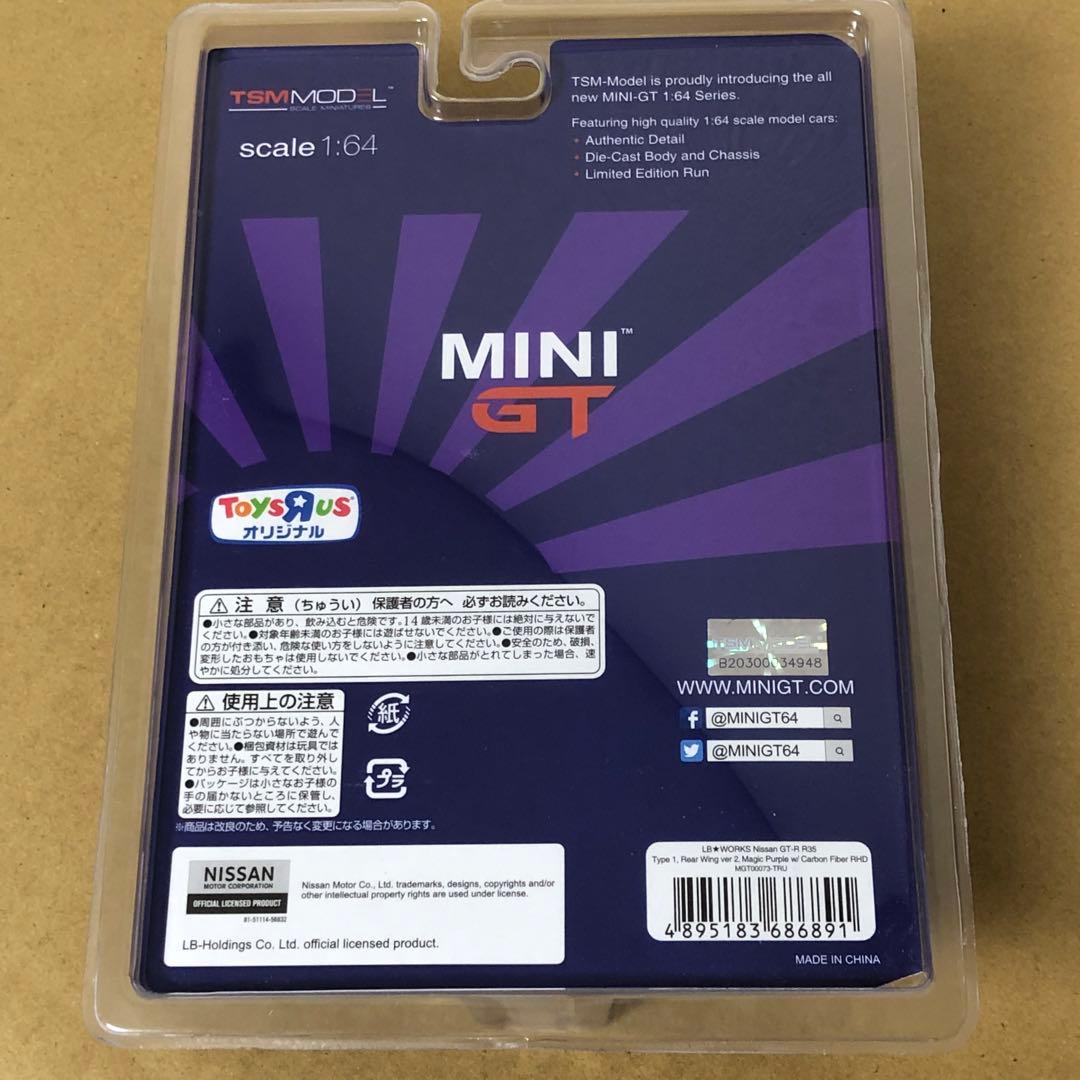 TSMMODEL™
SCALE MINIATURES
scale 1:64
TSM-Model is proudly introducing the all
new MINI-GT 1:64 Series.
Featuring high quality 1:64 scale model cars:
• Authentic Detail
• Die-Cast Body and Chassis
• Limited Edition Run
MINI™
GT
TOYSЯUS
オリジナル
⚠ 注 意 (ちゅうい) 保護者の方へ 必ずお読みください。
●小さな部品があり、飲み込むと危険です。14歳未満のお子様には絶対に与えないで
ください。●対象年齢未満のお子様には遊ばせないでください。●ご使用の際は保護者
の方が付き添い、危険な使い方をしないように注意してください。●安全のため、破損、
変形したおもちゃは使用しないでください。●小さな部品がとれてしまった場合、速
やかに処分してください。
⚠ 使用上の注意
●周囲にぶつからないよう、人
や物に当たらない場所で遊んで
ください。●梱包資材は玩具では
ありません。すべてを取り外し
てからお子様に与えてください。
●パッケージは小さなお子様の
手の届かないところに保管し、
必要に応じて参照してください。
紙
プラ
※商品は改良のため、予告なく変更になる場合があります。
TSMMODEL
B20300034948
WWW.MINIGT.COM
@MINIGT64
@MINIGT64
NISSAN
MOTOR CORPORATION
OFFICIAL LICENSED PRODUCT
81-51114-56832
Nissan Motor Co., Ltd. trademarks, designs, copyrights and/or
other intellectual property rights are used under license.
LB-Holdings Co. Ltd. official licensed product.
LB★WORKS Nissan GT-R R35
Type 1, Rear Wing ver 2, Magic Purple w/ Carbon Fiber RHD
MGT00073-TRU
4 895183 686891
MADE IN CHINA